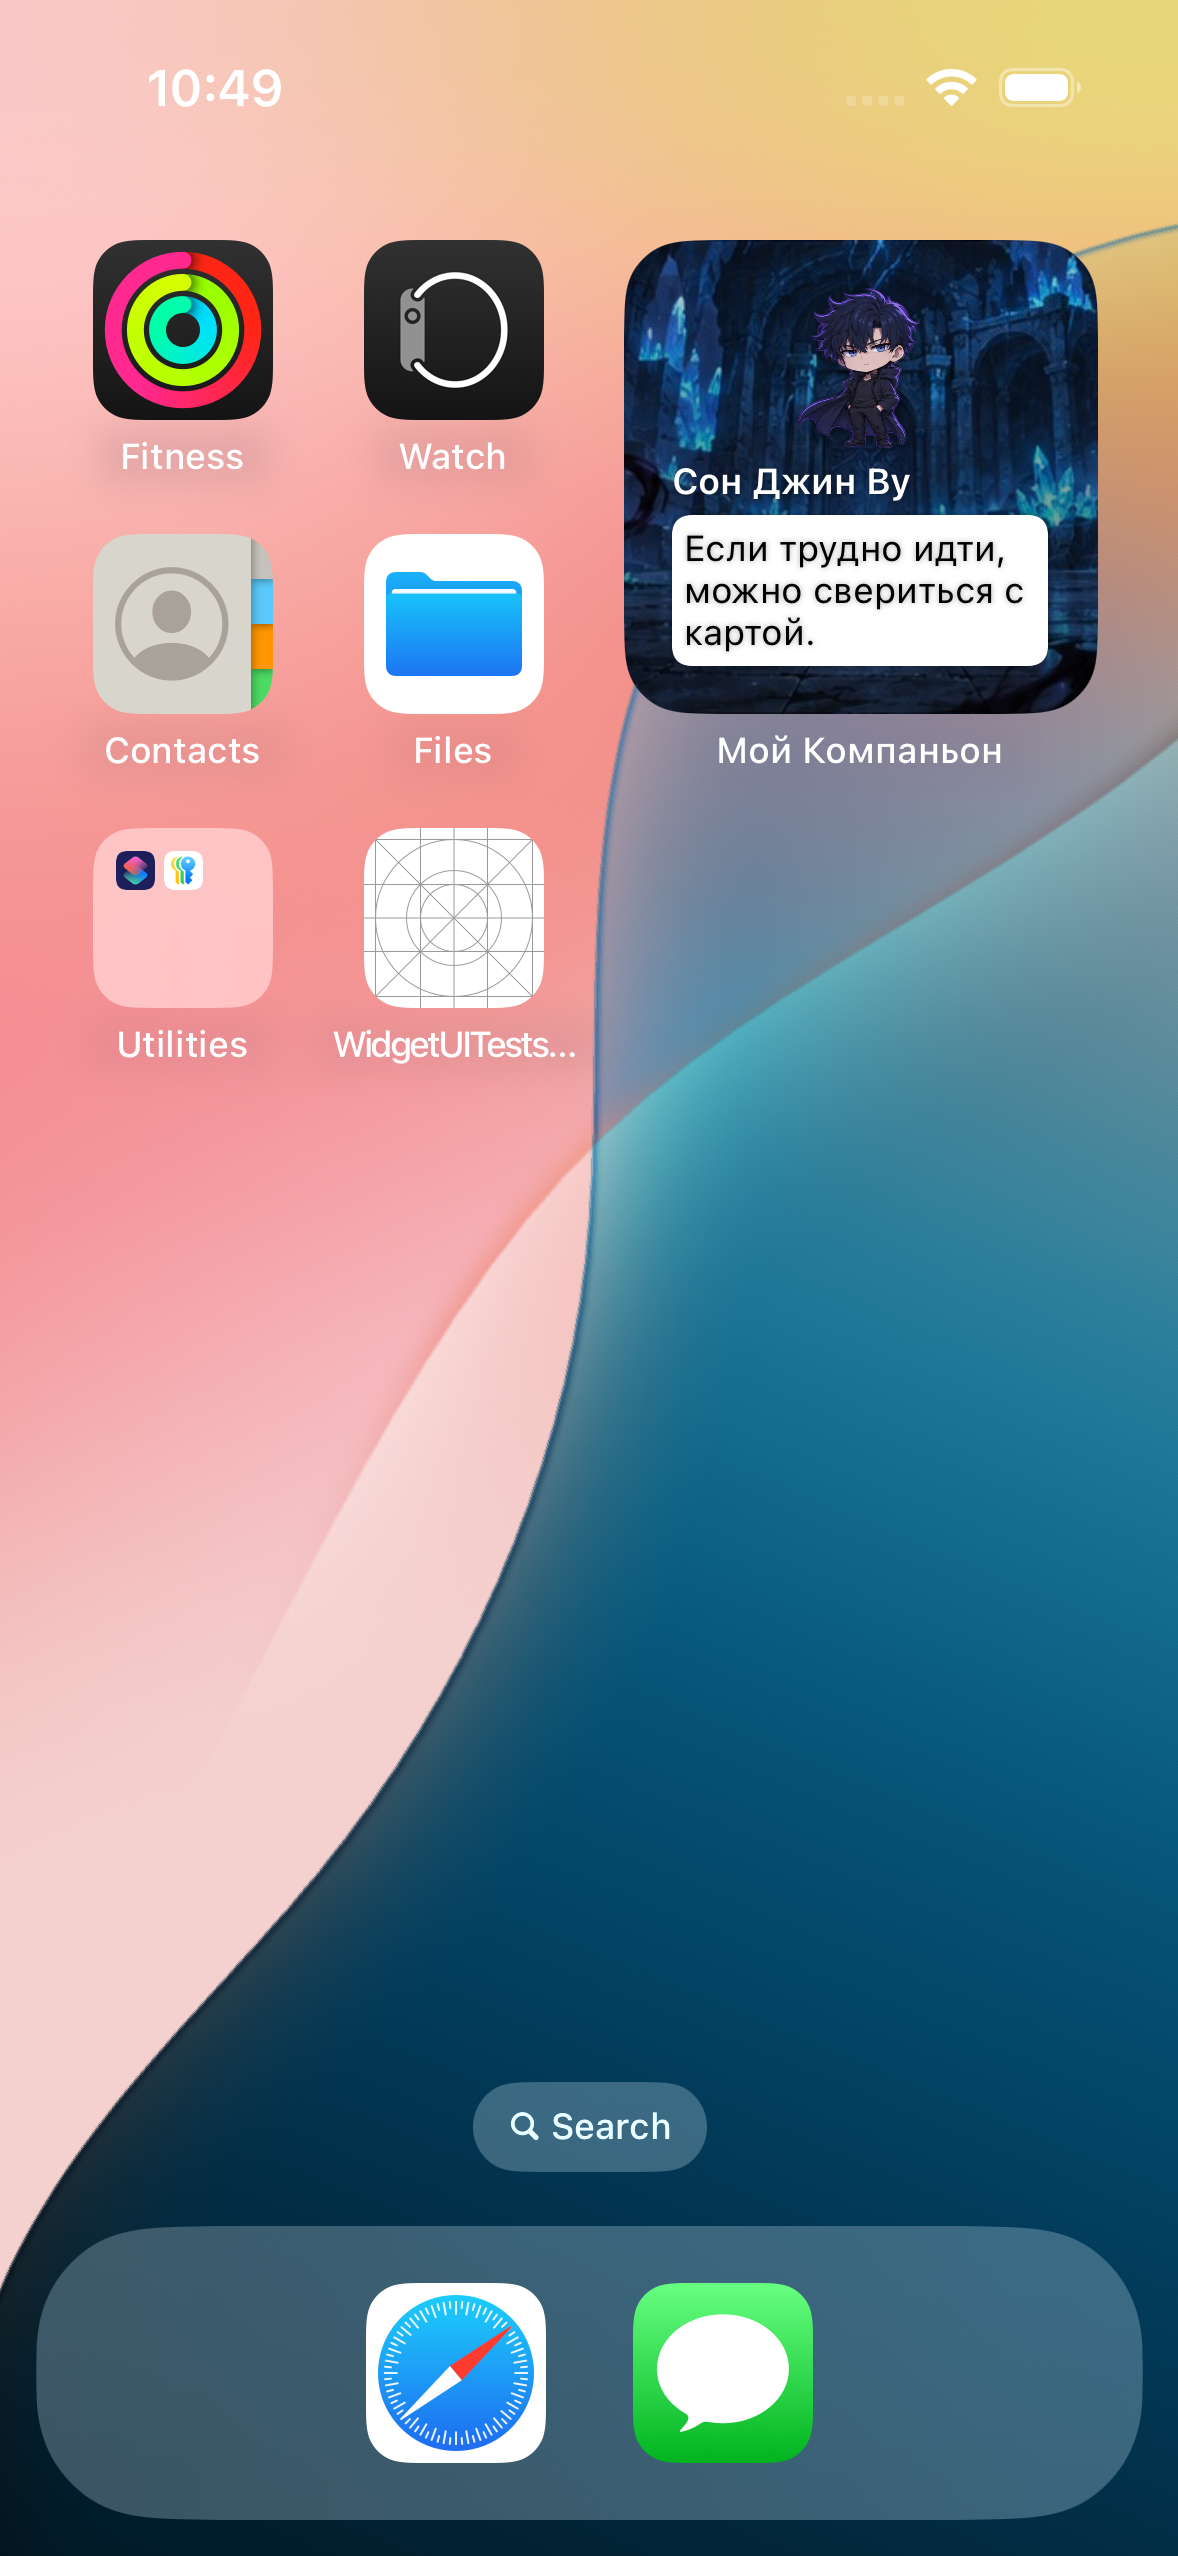 10:49
Fitness
Watch
Сон Джин Ву
Если трудно идти,
можно свериться с
картой.
Contacts
Files
Мой Компаньон
Utilities
WidgetUITests...
Search